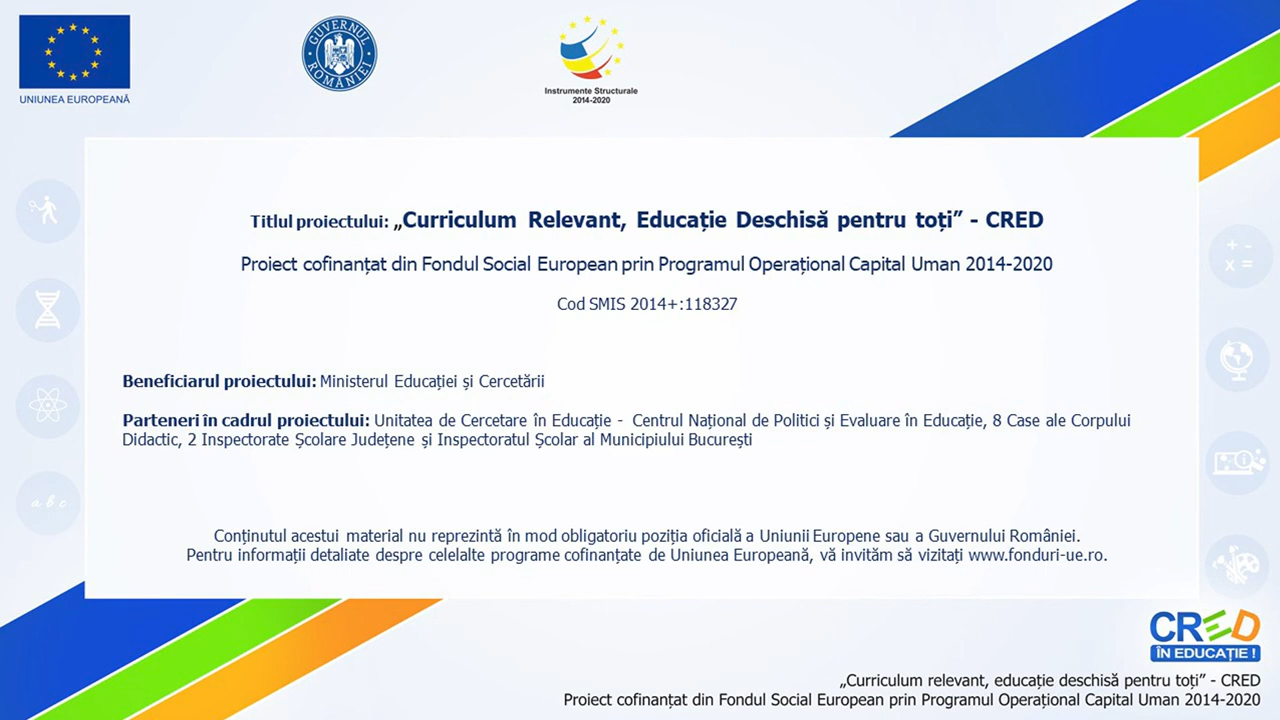 UNIUNEA EUROPEANĂ
GUVERNUL ROMÂNIEI
Instrumente Structurale
2014-2020
Titlul proiectului: „Curriculum Relevant, Educație Deschisă pentru toți” - CRED
Proiect cofinanțat din Fondul Social European prin Programul Operațional Capital Uman 2014-2020
Cod SMIS 2014+:118327
Beneficiarul proiectului: Ministerul Educației și Cercetării
Parteneri în cadrul proiectului: Unitatea de Cercetare în Educație - Centrul Național de Politici și Evaluare în Educație, 8 Case ale Corpului
Didactic, 2 Inspectorate Școlare Județene și Inspectoratul Școlar al Municipiului București
a b c
+ -
x =
Conținutul acestui material nu reprezintă în mod obligatoriu poziția oficială a Uniunii Europene sau a Guvernului României.
Pentru informații detaliate despre celelalte programe cofinanțate de Uniunea Europeană, vă invităm să vizitați www.fonduri-ue.ro.
CRED
ÎN EDUCAȚIE !
„Curriculum relevant, educație deschisă pentru toți” - CRED
Proiect cofinanțat din Fondul Social European prin Programul Operațional Capital Uman 2014-2020